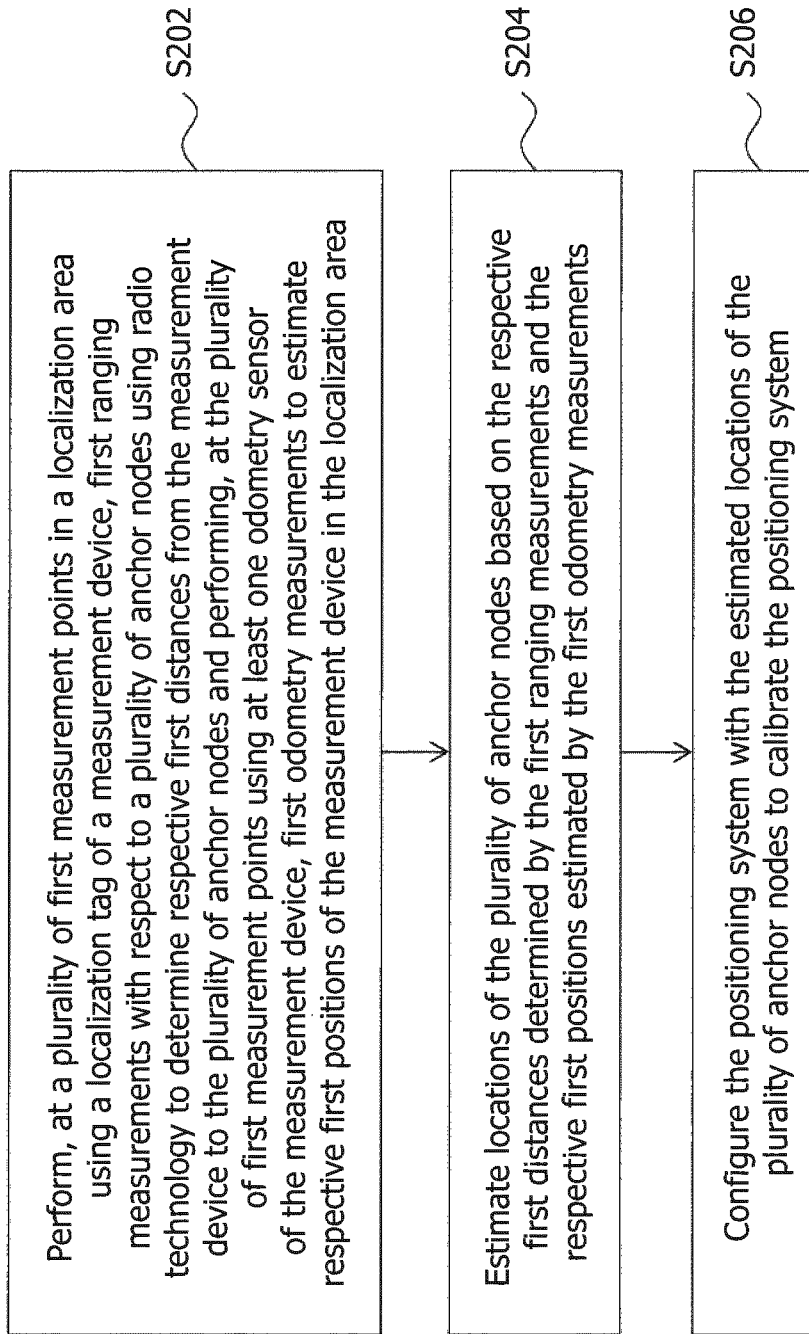 Perform, at a plurality of first measurement points in a localization area
using a localization tag of a measurement device, first ranging
measurements with respect to a plurality of anchor nodes using radio
technology to determine respective first distances from the measurement
device to the plurality of anchor nodes and performing, at the plurality
of first measurement points using at least one odometry sensor
of the measurement device, first odometry measurements to estimate
respective first positions of the measurement device in the localization area
S202
Estimate locations of the plurality of anchor nodes based on the respective
first distances determined by the first ranging measurements and the
respective first positions estimated by the first odometry measurements
S204
Configure the positioning system with the estimated locations of the
plurality of anchor nodes to calibrate the positioning system
S206